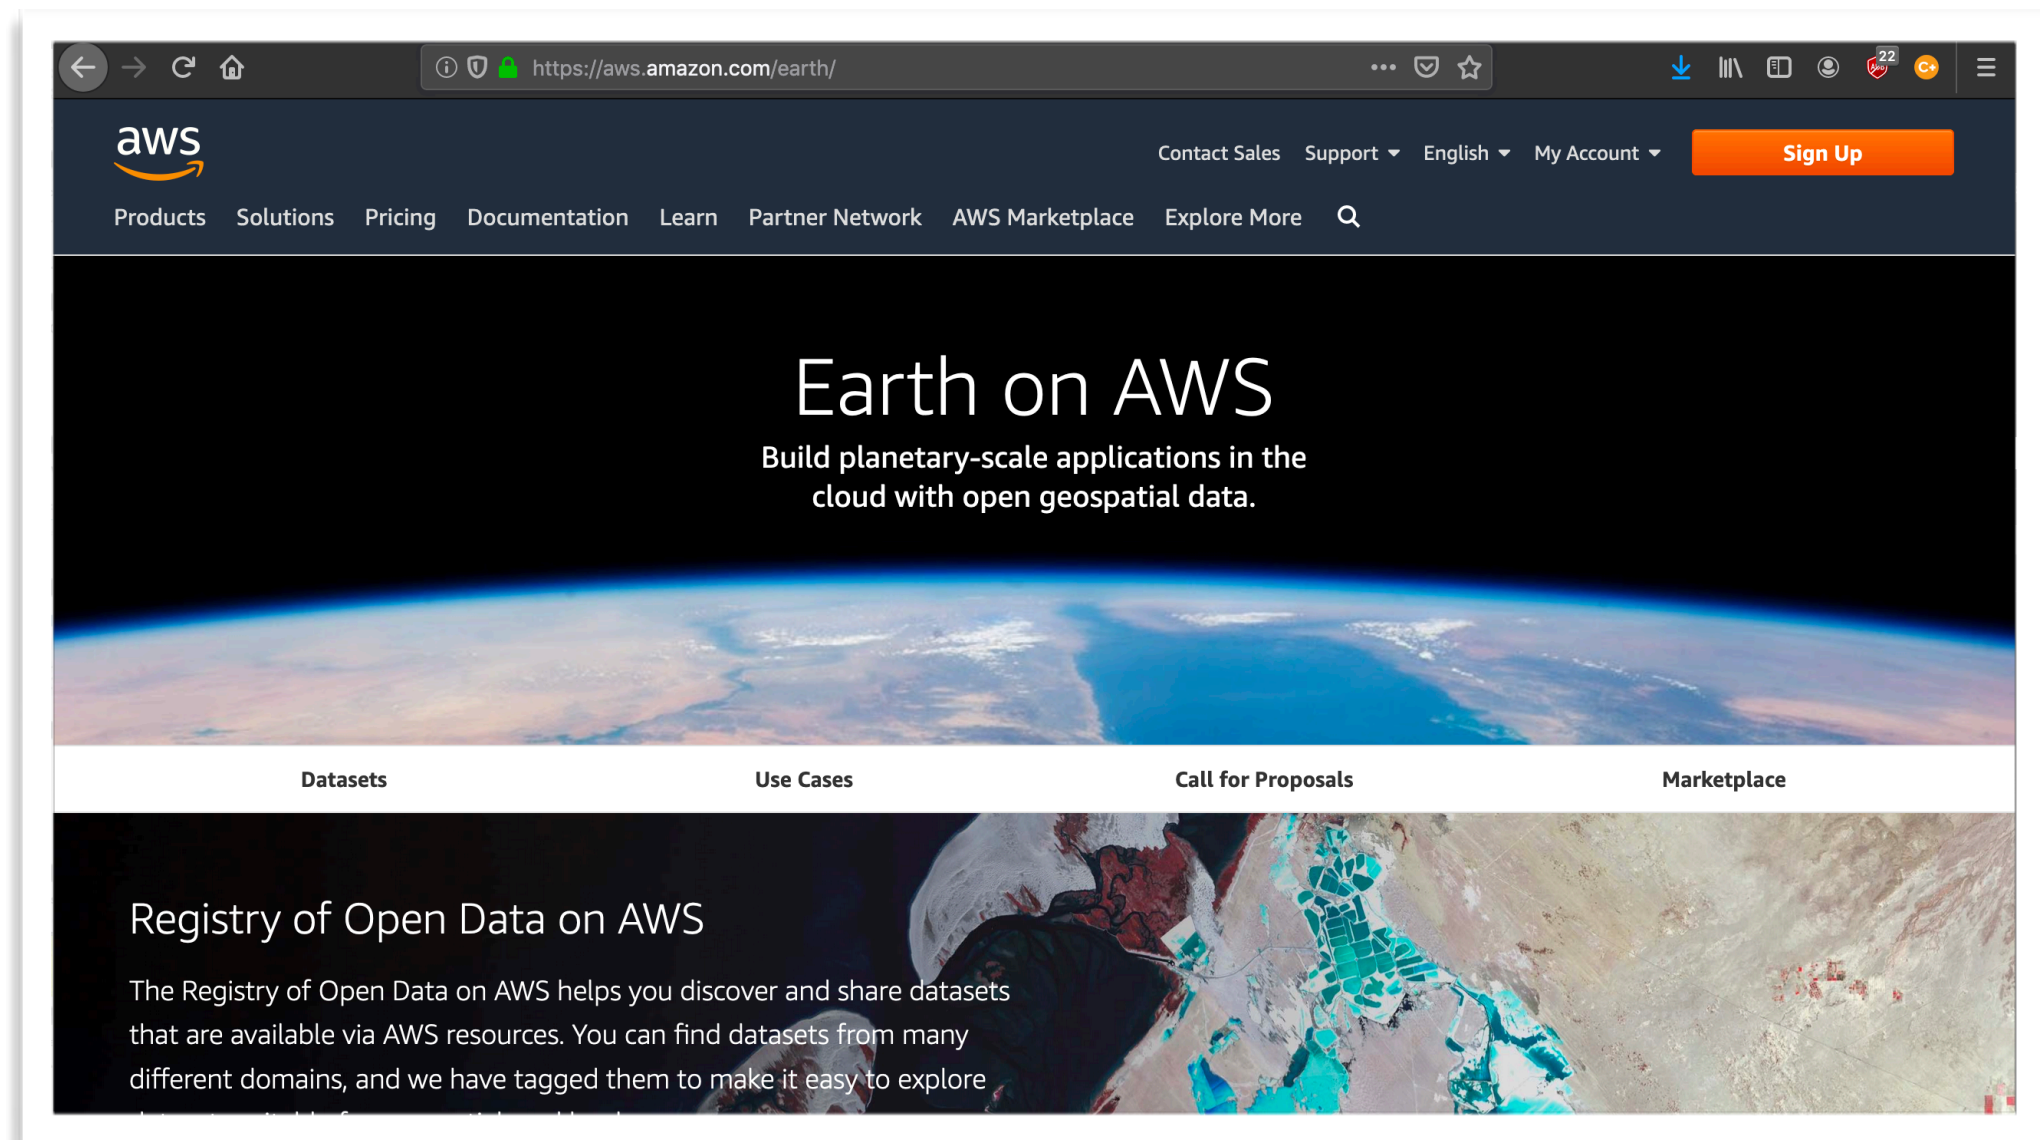 https://aws.amazon.com/earth/
22
ABP
C+
aws
Contact Sales Support English My Account Sign Up
Products Solutions Pricing Documentation Learn Partner Network AWS Marketplace Explore More
Earth on AWS
Build planetary-scale applications in the
cloud with open geospatial data.
Datasets Use Cases Call for Proposals Marketplace
Registry of Open Data on AWS
The Registry of Open Data on AWS helps you discover and share datasets
that are available via AWS resources. You can find datasets from many
different domains, and we have tagged them to make it easy to explore